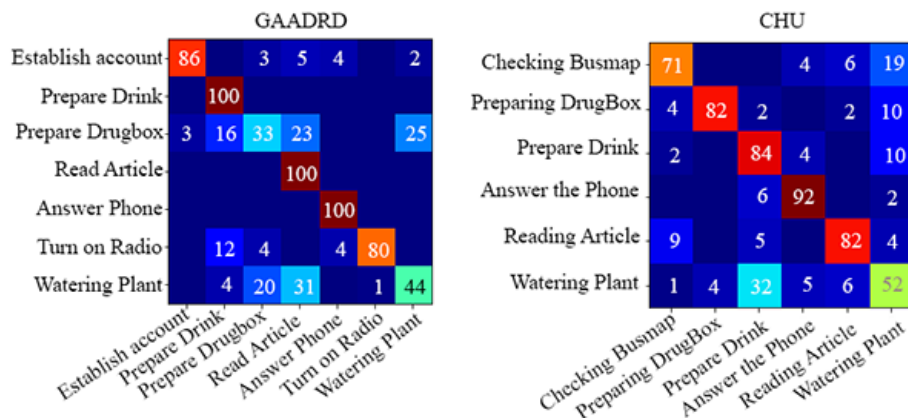 GAADRD
Establish account 86 3 5 4 2
Prepare Drink 100
Prepare Drugbox 3 16 33 23 25
Read Article 100
Answer Phone 100
Turn on Radio 12 4 4 80
Watering Plant 4 20 31 1 44
Establish account
Prepare Drink
Prepare Drugbox
Read Article
Answer Phone
Turn on Radio
Watering Plant
CHU
Checking Busmap 71 4 6 19
Preparing DrugBox 4 82 2 2 10
Prepare Drink 2 84 4 10
Answer the Phone 6 92 2
Reading Article 9 5 82 4
Watering Plant 1 4 32 5 6 52
Checking Busmap
Preparing DrugBox
Prepare Drink
Answer the Phone
Reading Article
Watering Plant